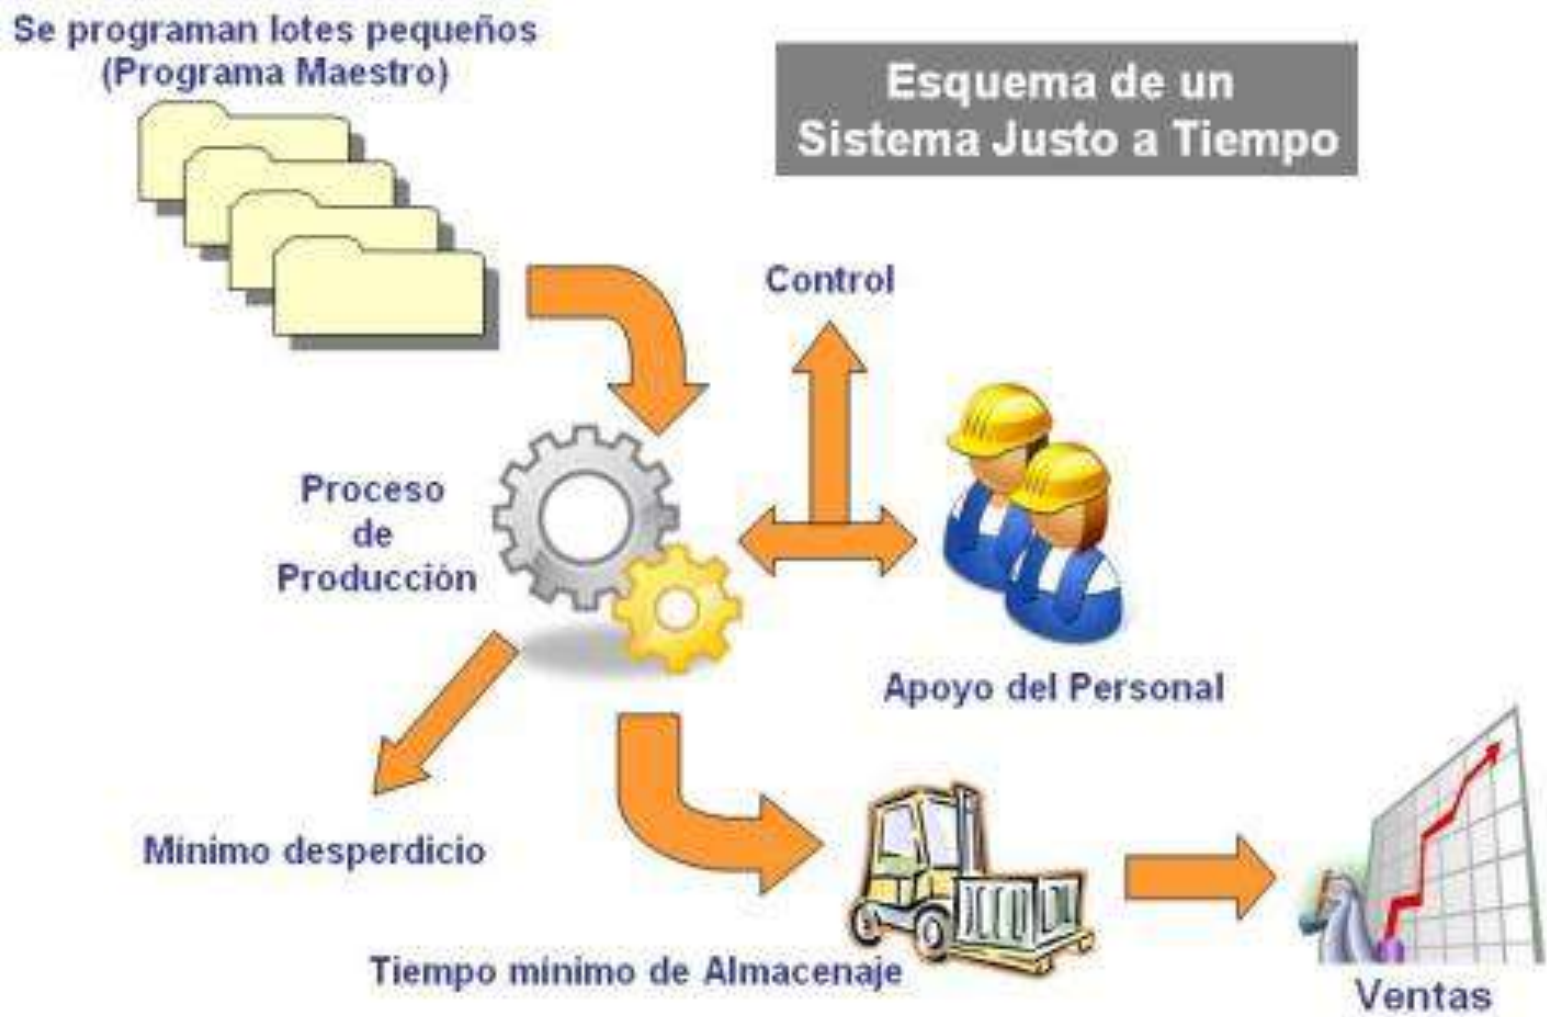 Se programan lotes pequeños
(Programa Maestro)
Esquema de un
Sistema Justo a Tiempo
Control
Proceso
de
Producción
Apoyo del Personal
Mínimo desperdicio
Tiempo mínimo de Almacenaje
Ventas